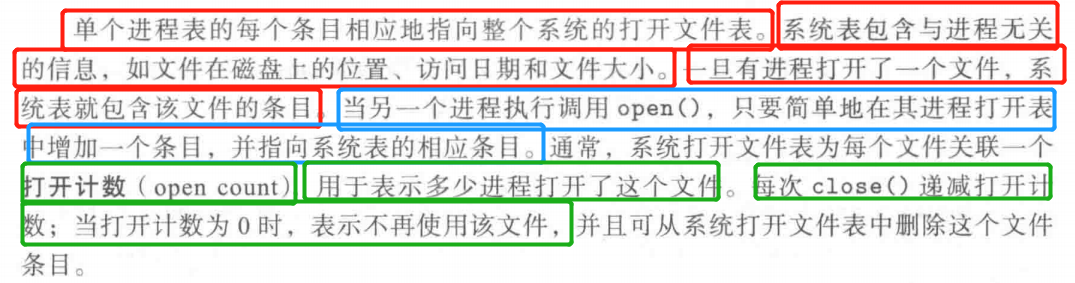 单个进程表的每个条目相应地指向整个系统的打开文件表。系统表包含与进程无关
的信息，如文件在磁盘上的位置、访问日期和文件大小。一旦有进程打开了一个文件，系
统表就包含该文件的条目。当另一个进程执行调用 open()，只要简单地在其进程打开表
中增加一个条目，并指向系统表的相应条目。通常，系统打开文件表为每个文件关联一个
打开计数（open count），用于表示多少进程打开了这个文件。每次 close() 递减打开计
数；当打开计数为 0 时，表示不再使用该文件，并且可从系统打开文件表中删除这个文件
条目。